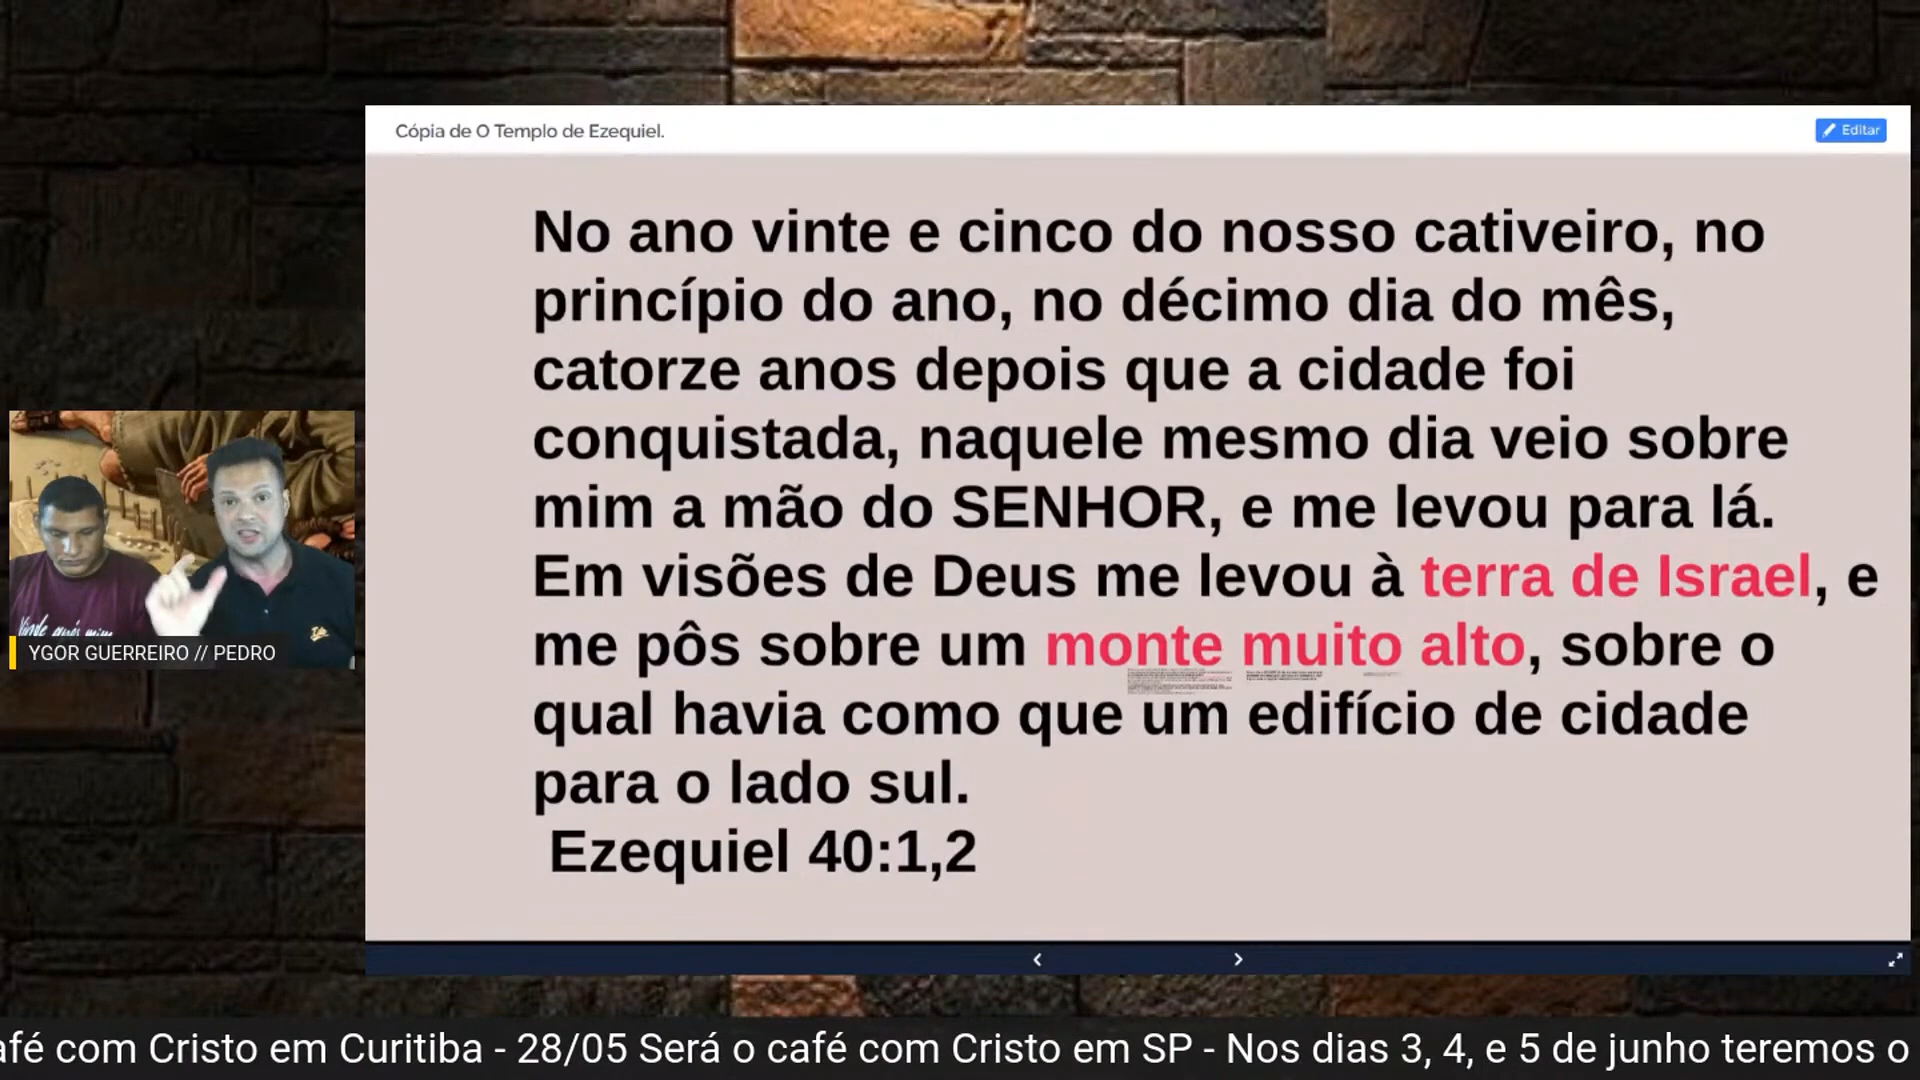 Cópia de O Templo de Ezequiel.
Editar
No ano vinte e cinco do nosso cativeiro, no
princípio do ano, no décimo dia do mês,
catorze anos depois que a cidade foi
conquistada, naquele mesmo dia veio sobre
mim a mão do SENHOR, e me levou para lá.
Em visões de Deus me levou à terra de Israel, e
me pôs sobre um monte muito alto, sobre o
qual havia como que um edifício de cidade
para o lado sul.
Ezequiel 40:1,2
YGOR GUERREIRO // PEDRO
afé com Cristo em Curitiba - 28/05 Será o café com Cristo em SP - Nos dias 3, 4, e 5 de junho teremos o